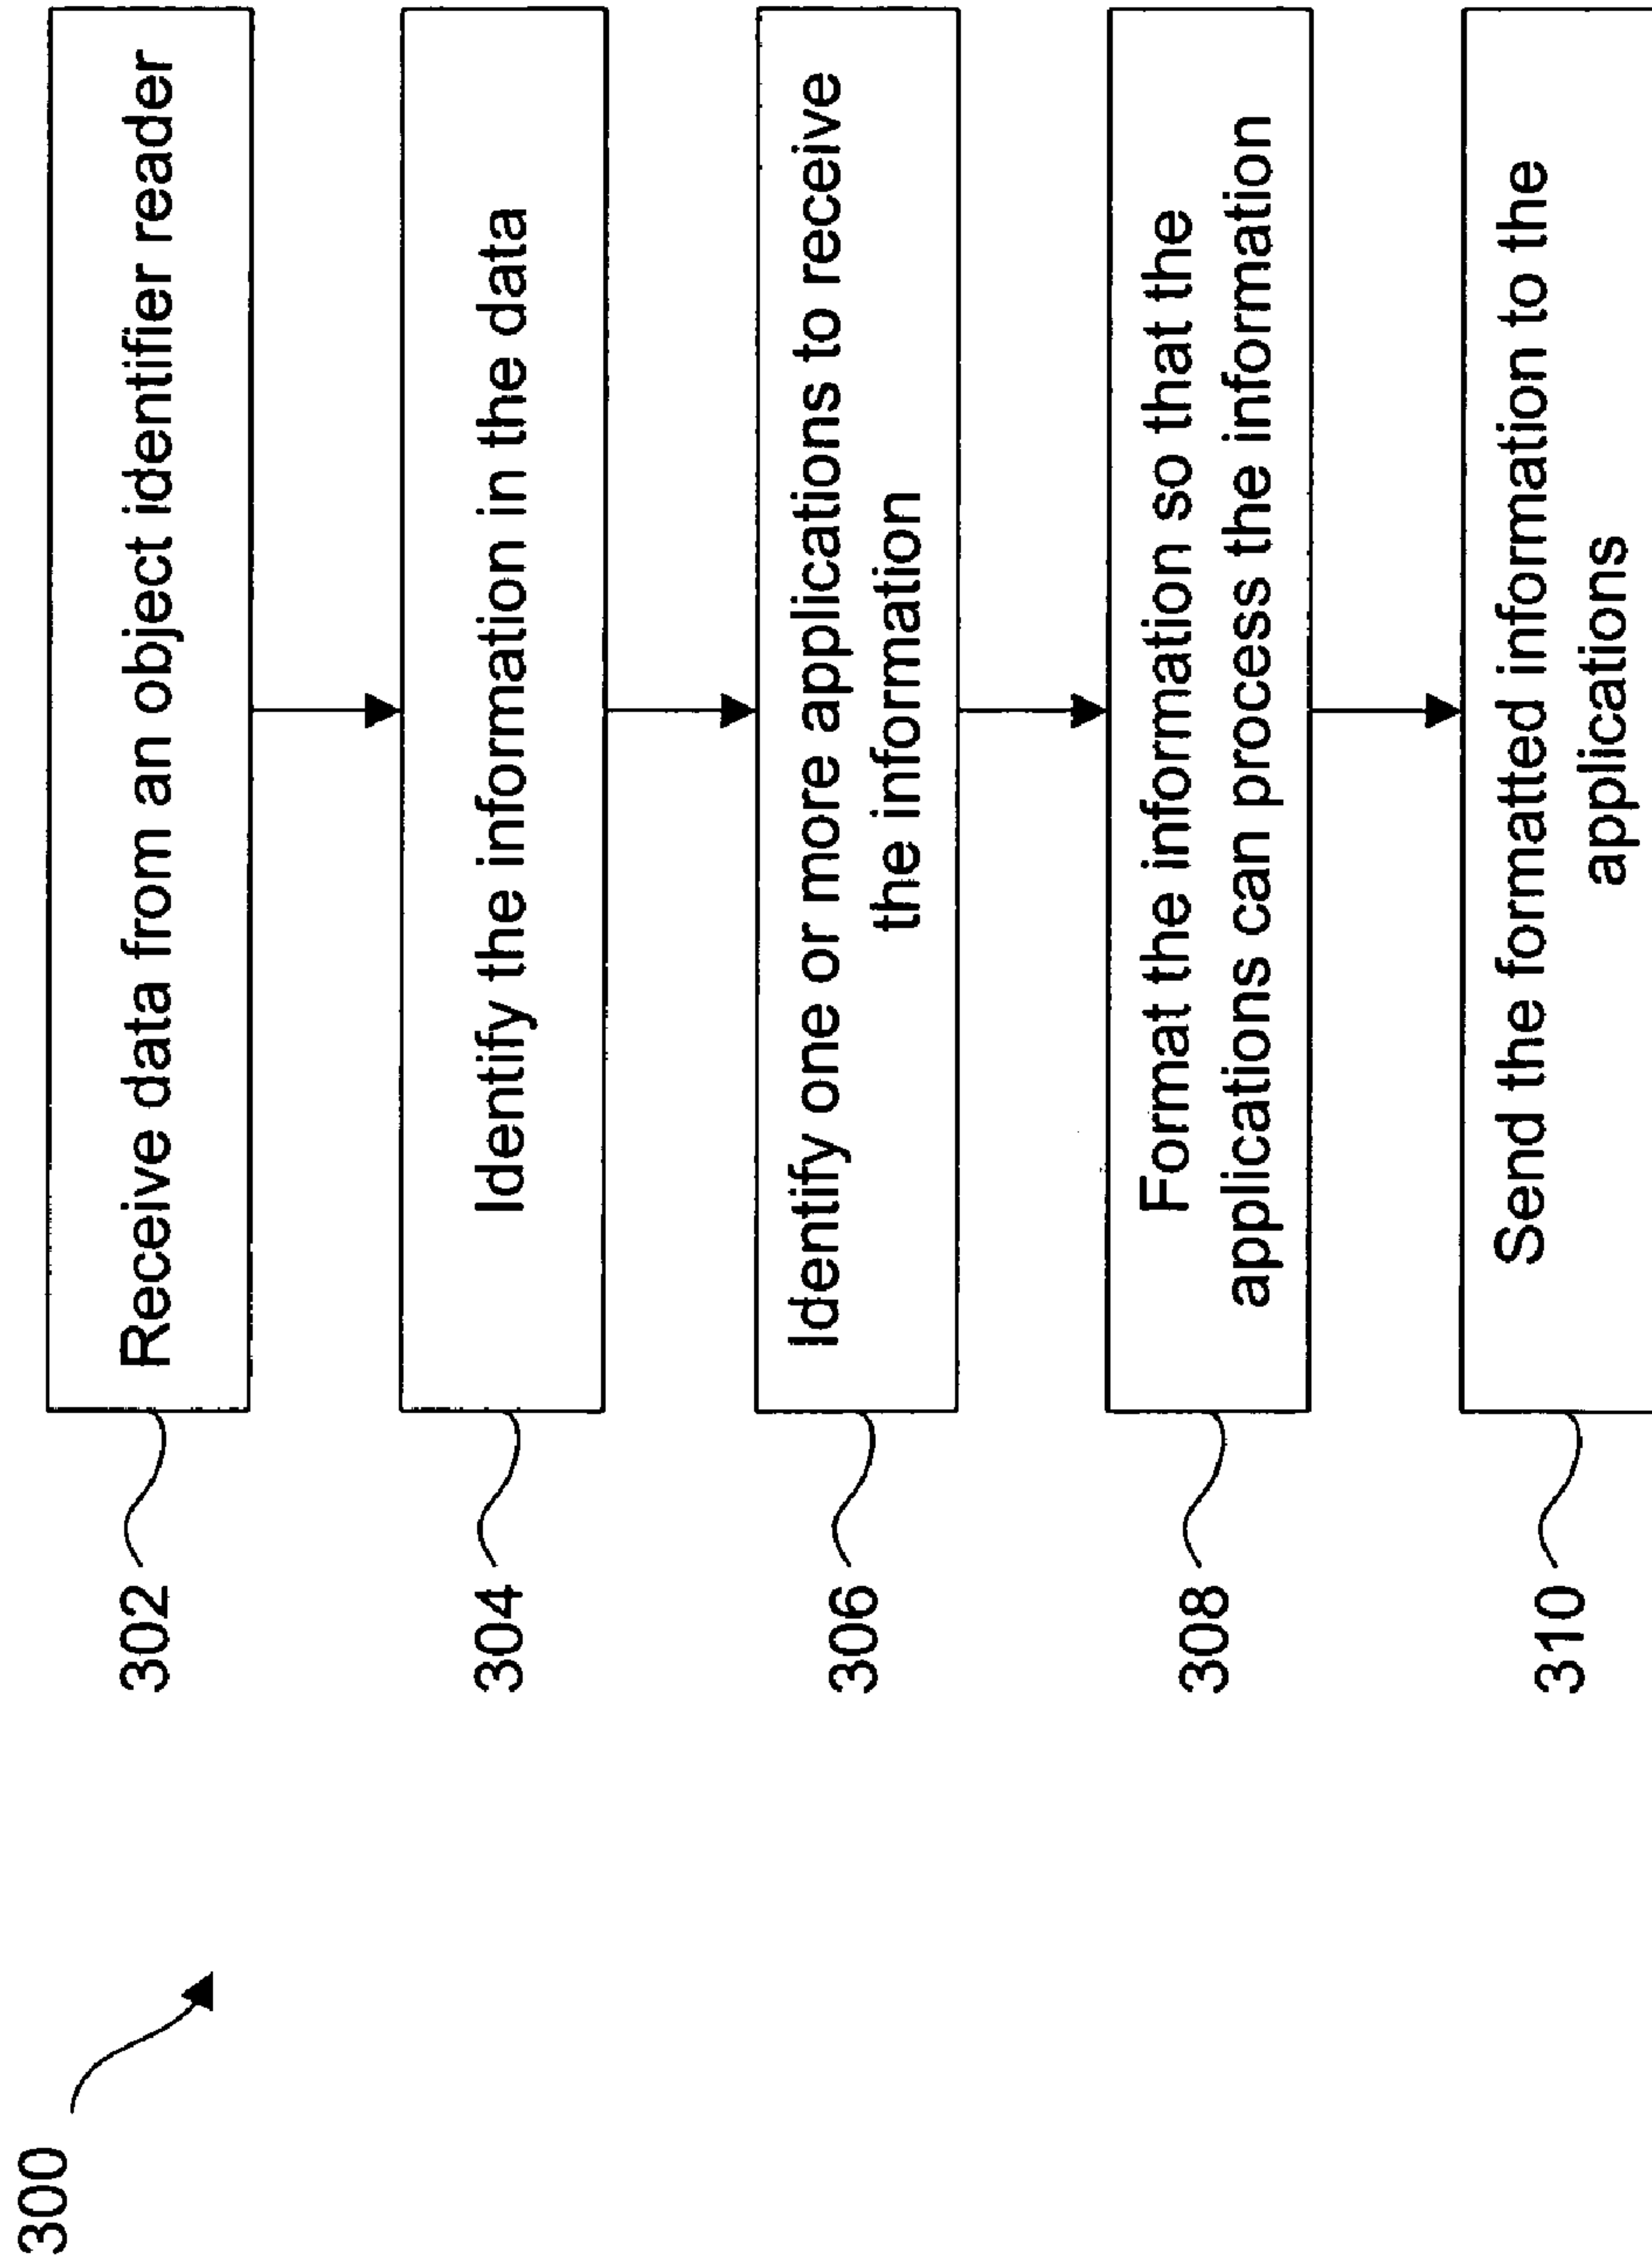 300
302
Receive data from an object identifier reader
304
Identify the information in the data
306
Identify one or more applications to receive
the information
308
Format the information so that the
applications can process the information
310
Send the formatted information to the
applications